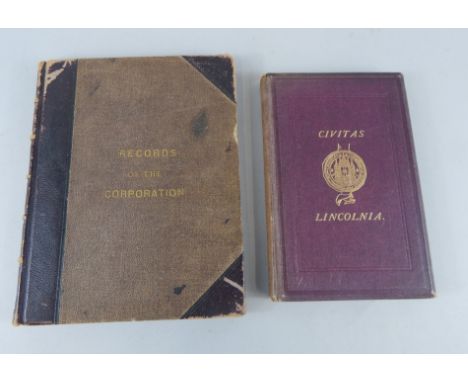 RECORDS
OF THE
CORPORATION
CIVITAS
LINCOLNIA.